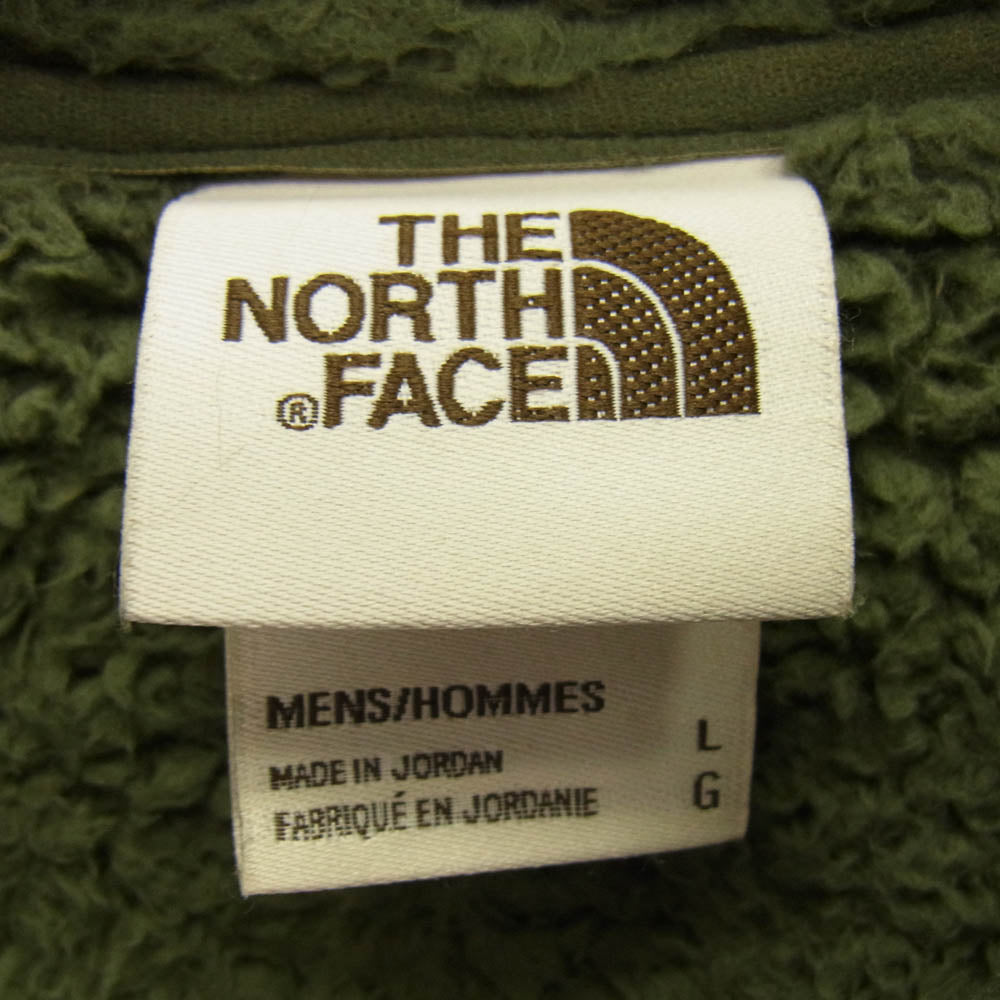 THE
NORTH
®FACE
MENS/HOMMES
L
MADE IN JORDAN
FABRIQUÉ EN JORDANIE
G